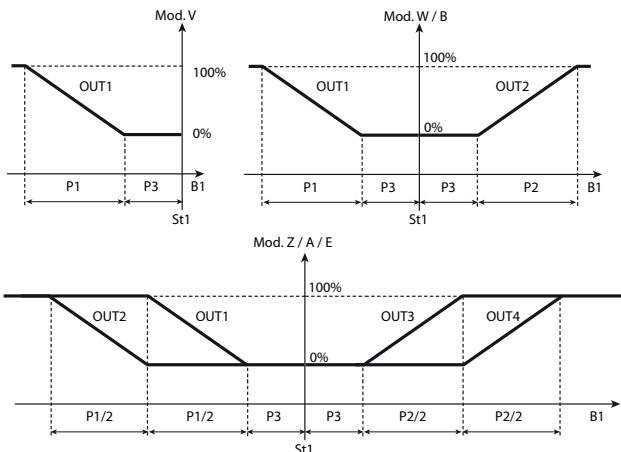 Mod. V
100%
OUT1
0%
P1 P3 B1
St1
Mod. W / B
100%
OUT1 OUT2
0%
P1 P3 P3 P2 B1
St1
Mod. Z / A / E
100%
OUT2 OUT1 OUT3 OUT4
0%
P1/2 P1/2 P3 P3 P2/2 P2/2 B1
St1